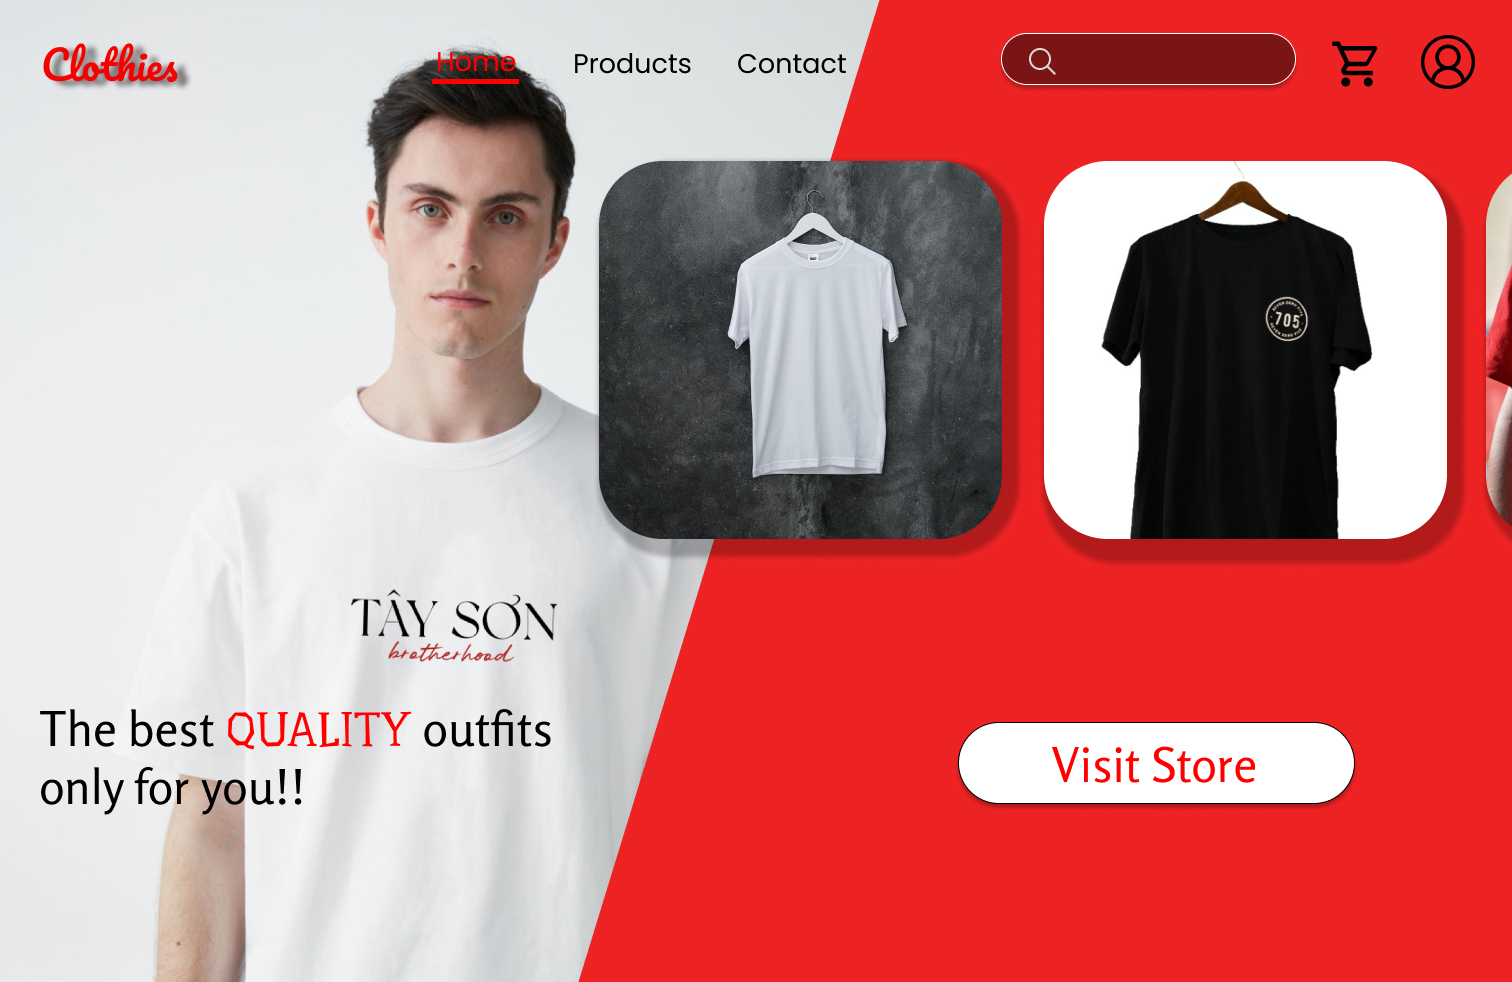 Clothies
Home
Products
Contact
705
TÂY SƠN
brotherhood
The best QUALITY outfits
only for you!!
Visit Store